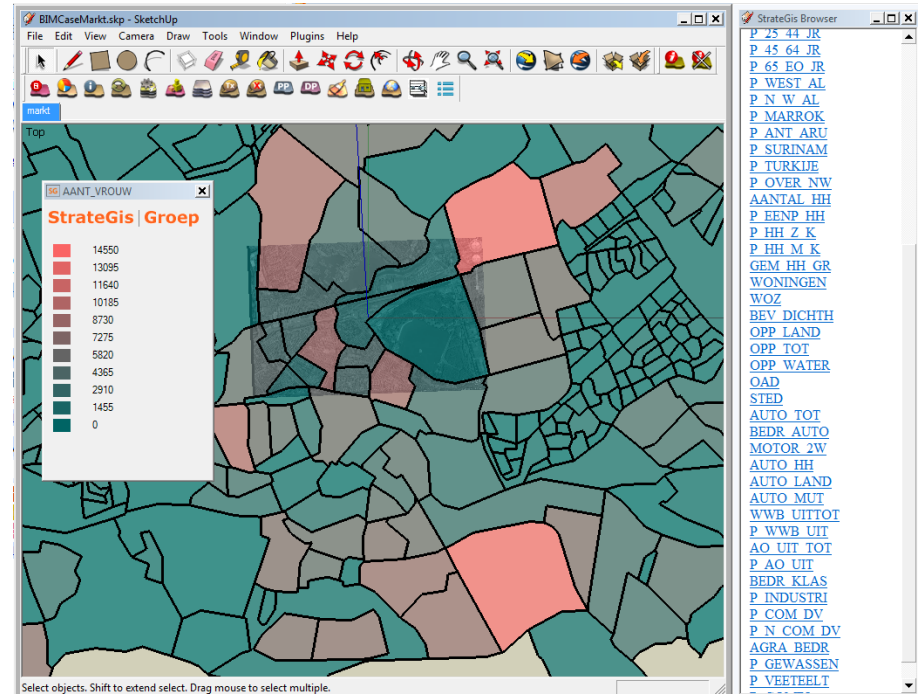 BIMCaseMarkt.skp - SketchUp
File Edit View Camera Draw Tools Window Plugins Help
PP DP
markt
Top
SG AANT_VROUW
StrateGis|Groep
14550
13095
11640
10185
8730
7275
5820
4365
2910
1455
0
Select objects. Shift to extend select. Drag mouse to select multiple.
StrateGis Browser
P_25_44_JR
P_45_64_JR
P_65_EO_JR
P_WEST_AL
P_N_W_AL
P_MARROK
P_ANT_ARU
P_SURINAM
P_TURKIJE
P_OVER_NW
AANTAL_HH
P_EENP_HH
P_HH_Z_K
P_HH_M_K
GEM_HH_GR
WONINGEN
WOZ
BEV_DICHTH
OPP_LAND
OPP_TOT
OPP_WATER
OAD
STED
AUTO_TOT
BEDR_AUTO
MOTOR_2W
AUTO_HH
AUTO_LAND
AUTO_MUT
WWB_UITTOT
P_WWB_UIT
AO_UIT_TOT
P_AO_UIT
BEDR_KLAS
P_INDUSTRI
P_COM_DV
P_N_COM_DV
AGRA_BEDR
P_GEWASSEN
P_VEETEELT